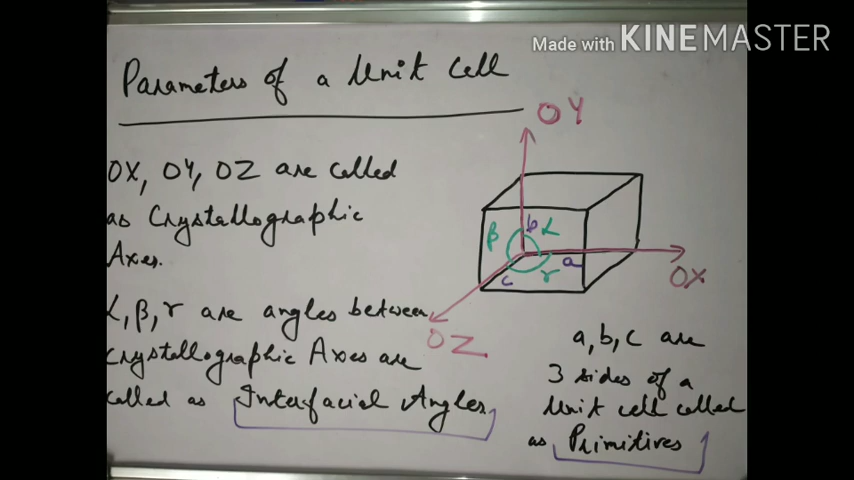 Made with KINEMASTER
Parameters of a Unit Cell
OX, OY, OZ are called
as Crystallographic
Axes.
α, β, γ are angles between
Crystallographic Axes are
called as Interfacial Angles
OY
b α
β
a
c γ
OX
OZ
a, b, c are
3 sides of a
Unit cell called
as Primitives